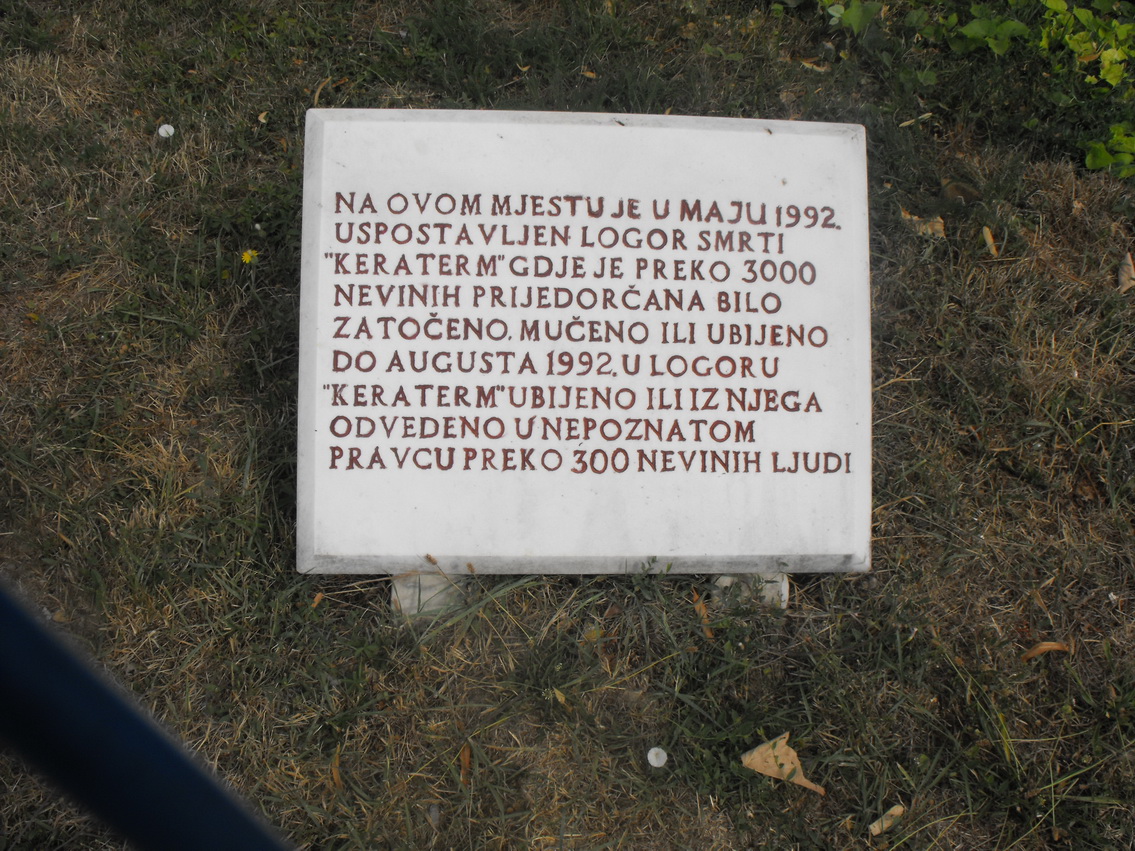 NA OVOM MJESTU JE U MAJU 1992.
USPOSTAVLJEN LOGOR SMRTI
"KERATERM" GDJE JE PREKO 3000
NEVINIH PRIJEDORČANA BILO
ZATOČENO, MUČENO ILI UBIJENO
DO AUGUSTA 1992. U LOGORU
"KERATERM" UBIJENO ILI IZ NJEGA
ODVEDENO U NEPOZNATOM
PRAVCU PREKO 300 NEVINIH LJUDI